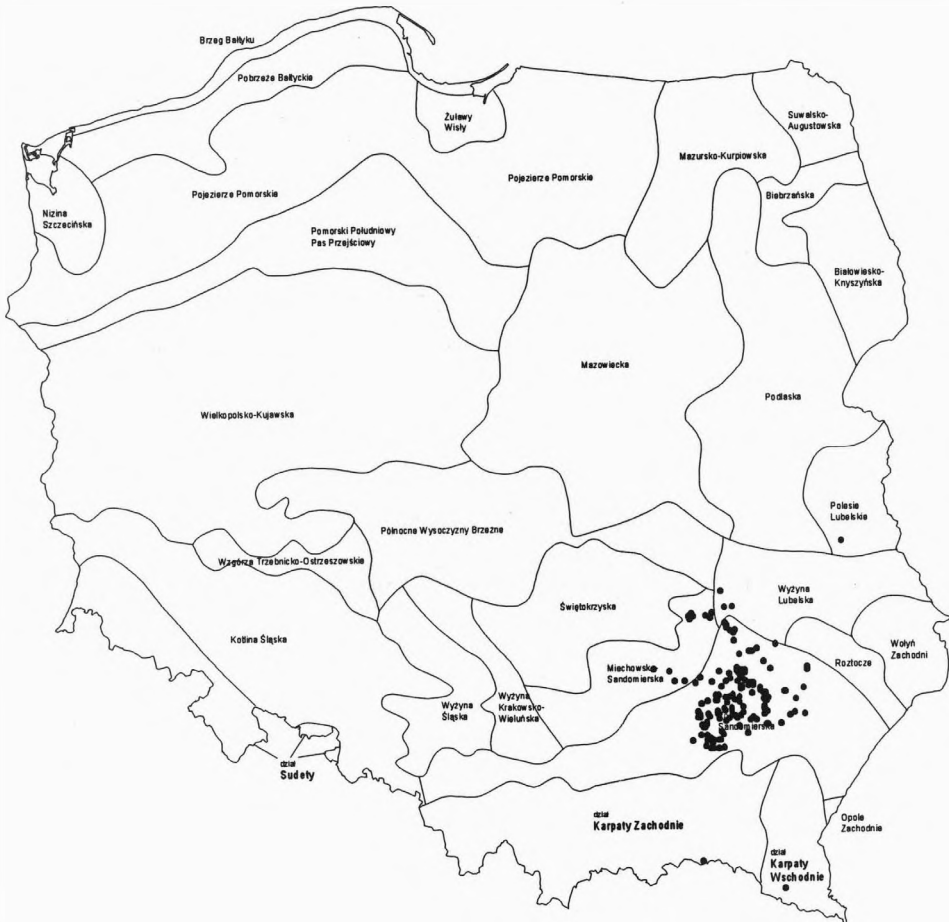 Brzeg Bałtyku
Pobrzeże Bałtyckie
Żuławy
Wisły
Suwalsko-
Augustowska
Mazursko-Kurpiowska
Pojezierze Pomorskie
Pojezierze Pomorskie
Biebrzańska
Nizina
Szczecińska
Pomorski Południowy
Pas Przejściowy
Białowiesko-
Knyszyńska
Mazowiecka
Podlaska
Wielkopolsko-Kujawska
Polesie
Lubelskie
Północne Wysoczyzny Brzeżne
Wzgórza Trzebnicko-Ostrzeszowskie
Wyżyna
Lubelska
Świętokrzyska
Kotlina Śląska
Wołyń
Zachodni
Roztocze
Miechowsko-
Sandomierska
Wyżyna
Krakowsko-
Wieluńska
Wyżyna
Śląska
Sandomierska
dział
Sudety
dział
Karpaty Zachodnie
Opole
Zachodnie
dział
Karpaty
Wschodnie